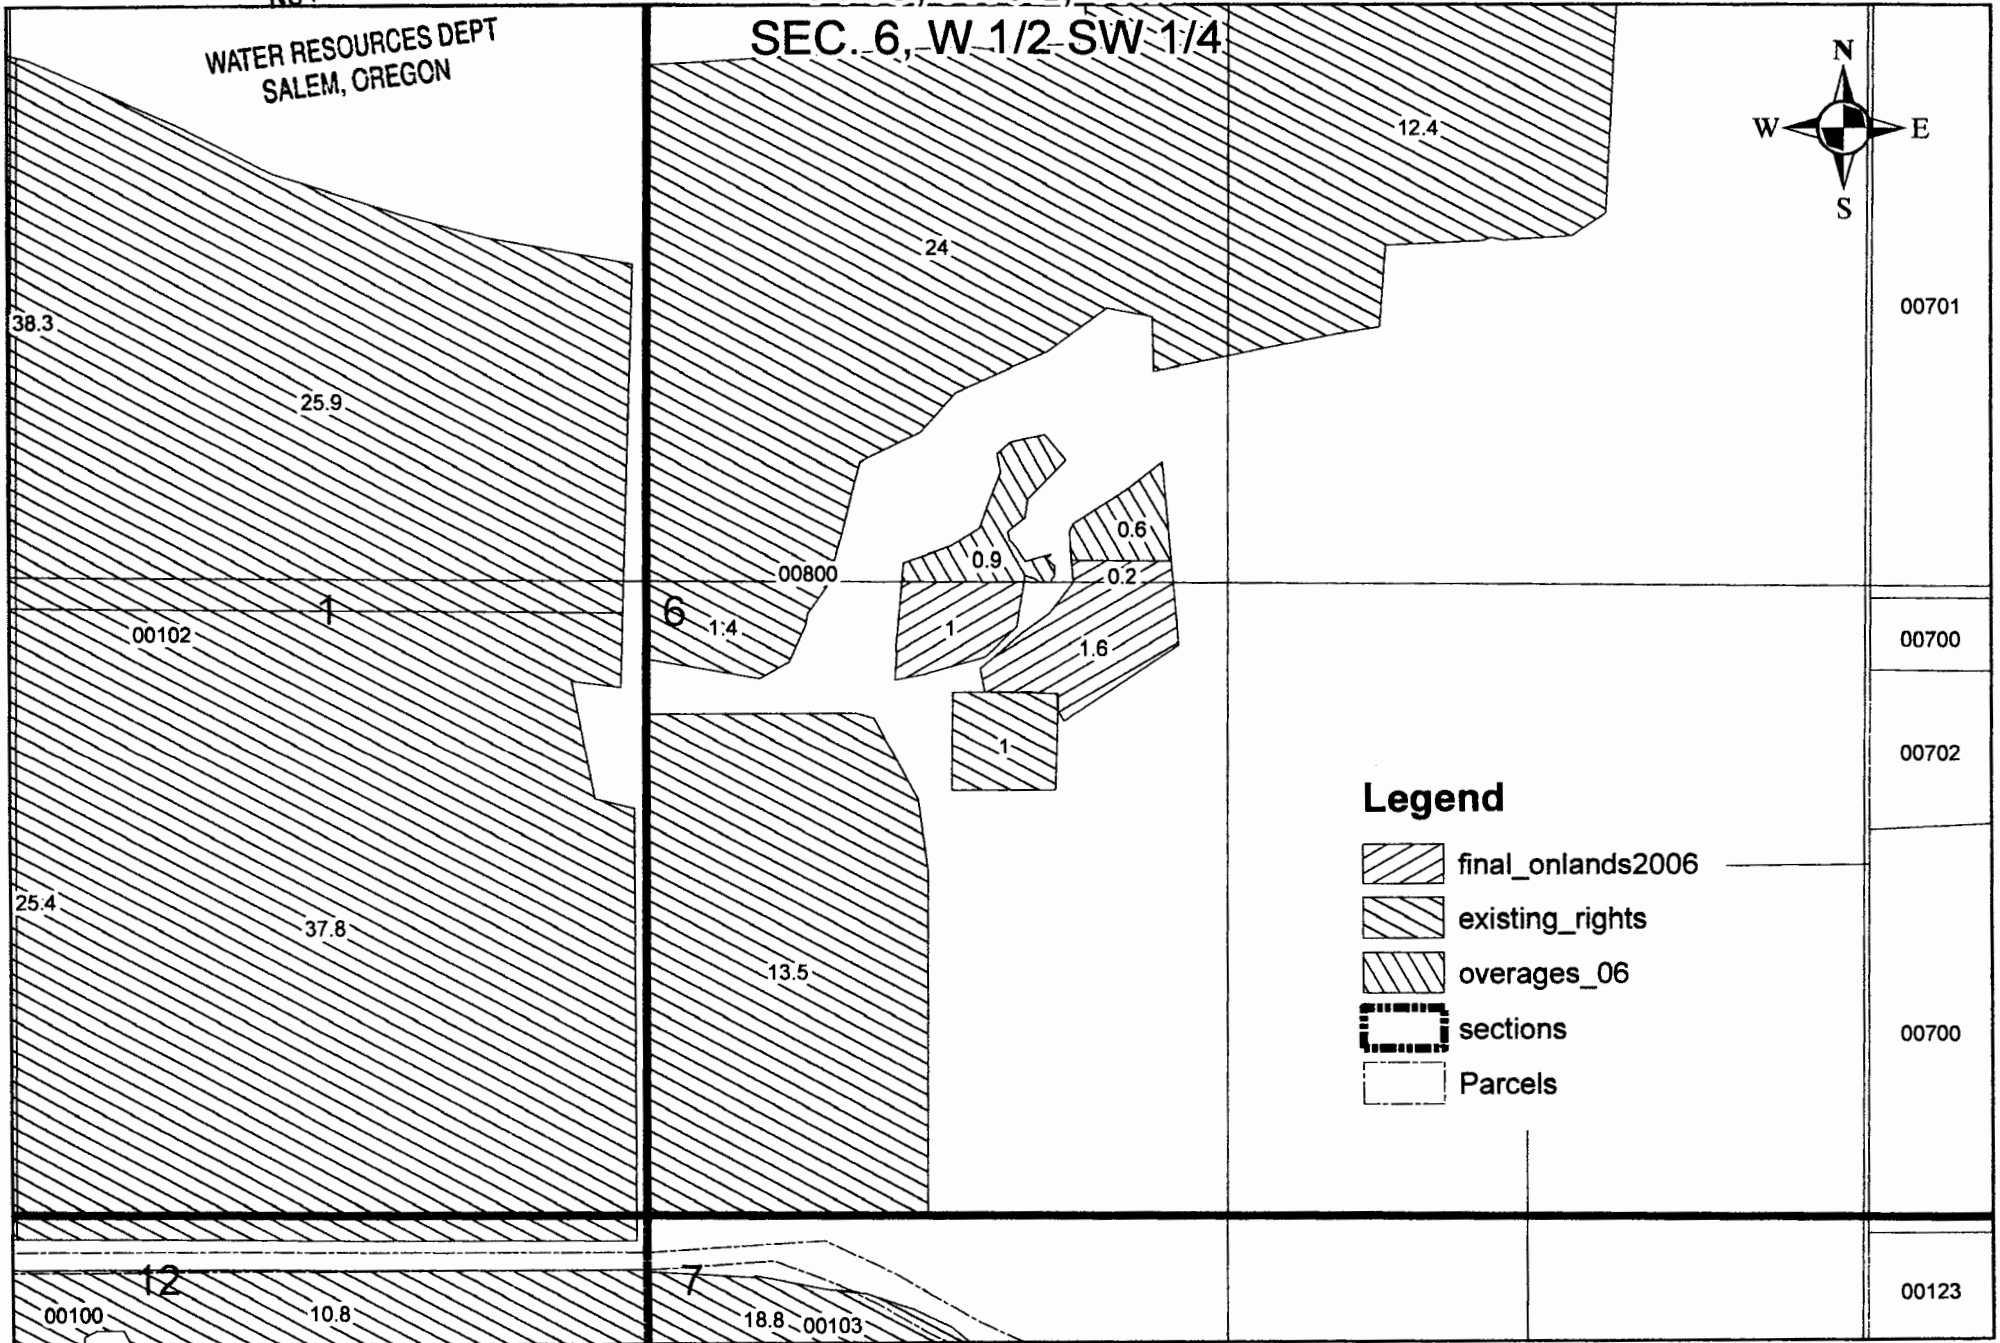 WATER RESOURCES DEPT
SALEM, OREGON
SEC. 6, W 1/2 SW 1/4
N
W E
S
12.4
24
00701
38.3
25.9
0.6
0.9
00800
0.2
1
6
1.4
1
00102
1.6
00700
1
00702
Legend
final_onlands2006
existing_rights
overages_06
sections
Parcels
25.4
37.8
13.5
00700
12
7
00100
10.8
18.8
00103
00123